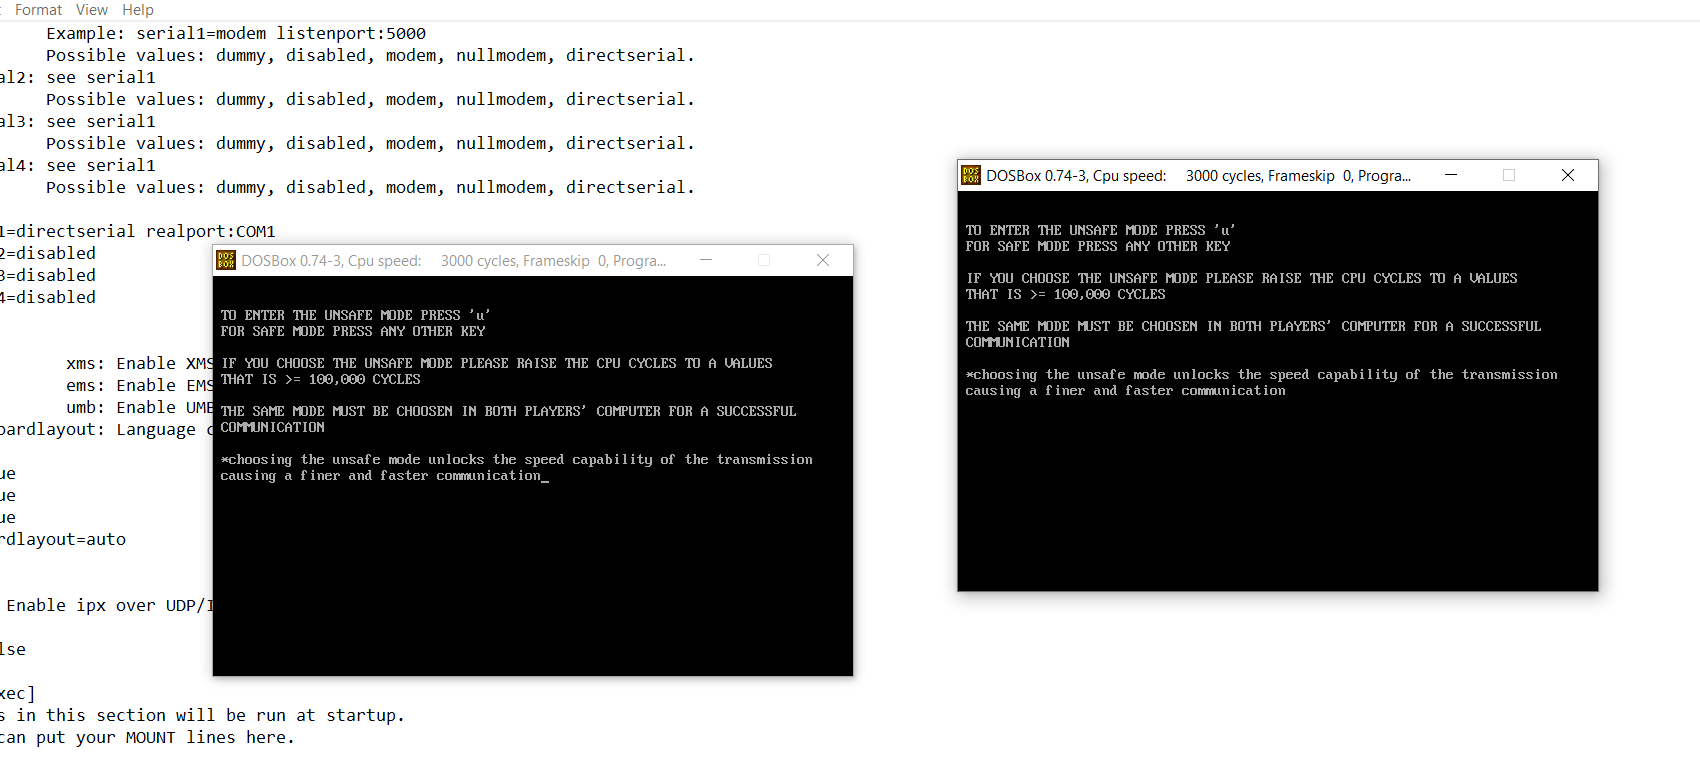 Format View Help
Example: serial1=modem listenport:5000
Possible values: dummy, disabled, modem, nullmodem, directserial.
al2: see serial1
Possible values: dummy, disabled, modem, nullmodem, directserial.
al3: see serial1
Possible values: dummy, disabled, modem, nullmodem, directserial.
al4: see serial1
Possible values: dummy, disabled, modem, nullmodem, directserial.
1=directserial realport:COM1
2=disabled
3=disabled
4=disabled
xms: Enable XMS
ems: Enable EMS
umb: Enable UMB
oardlayout: Language c
ue
ue
ue
rdlayout=auto
Enable ipx over UDP/I
lse
xec]
s in this section will be run at startup.
can put your MOUNT lines here.
DOSBox 0.74-3, Cpu speed: 3000 cycles, Frameskip 0, Progra...
TO ENTER THE UNSAFE MODE PRESS 'u'
FOR SAFE MODE PRESS ANY OTHER KEY
IF YOU CHOOSE THE UNSAFE MODE PLEASE RAISE THE CPU CYCLES TO A VALUES
THAT IS >= 100,000 CYCLES
THE SAME MODE MUST BE CHOOSEN IN BOTH PLAYERS' COMPUTER FOR A SUCCESSFUL
COMMUNICATION
*choosing the unsafe mode unlocks the speed capability of the transmission
causing a finer and faster communication_
DOSBox 0.74-3, Cpu speed: 3000 cycles, Frameskip 0, Progra...
TO ENTER THE UNSAFE MODE PRESS 'u'
FOR SAFE MODE PRESS ANY OTHER KEY
IF YOU CHOOSE THE UNSAFE MODE PLEASE RAISE THE CPU CYCLES TO A VALUES
THAT IS >= 100,000 CYCLES
THE SAME MODE MUST BE CHOOSEN IN BOTH PLAYERS' COMPUTER FOR A SUCCESSFUL
COMMUNICATION
*choosing the unsafe mode unlocks the speed capability of the transmission
causing a finer and faster communication